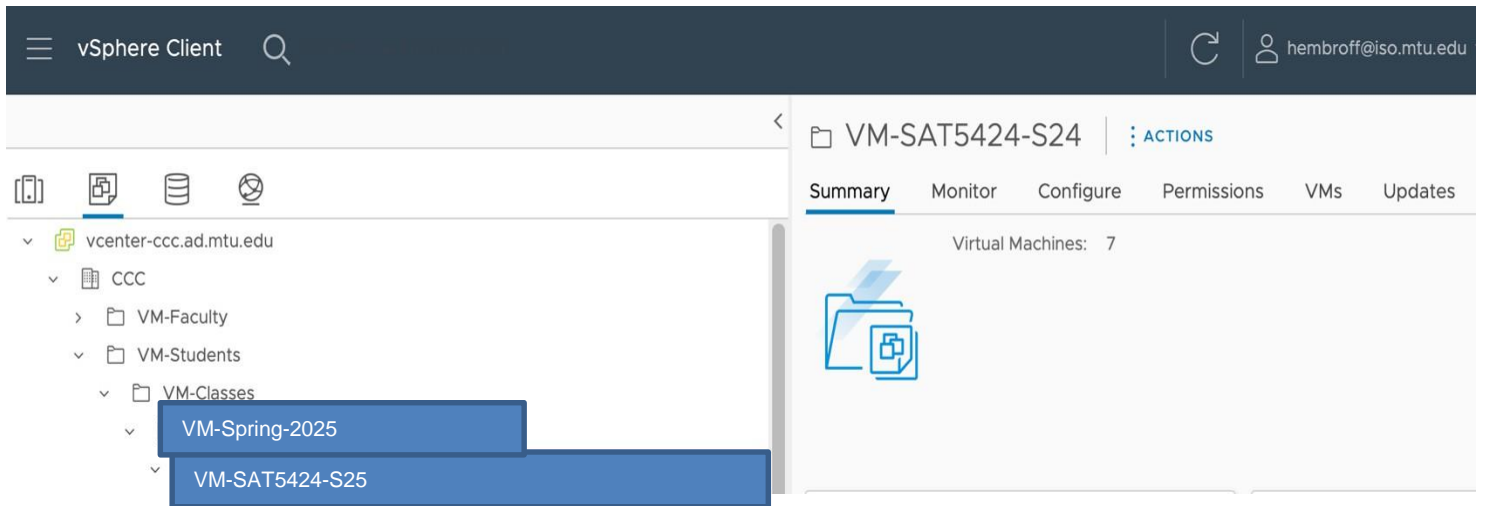 vSphere Client
hembroff@iso.mtu.edu
VM-SAT5424-S24
ACTIONS
Summary Monitor Configure Permissions VMs Updates
vcenter-ccc.ad.mtu.edu
Virtual Machines: 7
CCC
VM-Faculty
VM-Students
VM-Classes
VM-Spring-2025
VM-SAT5424-S25